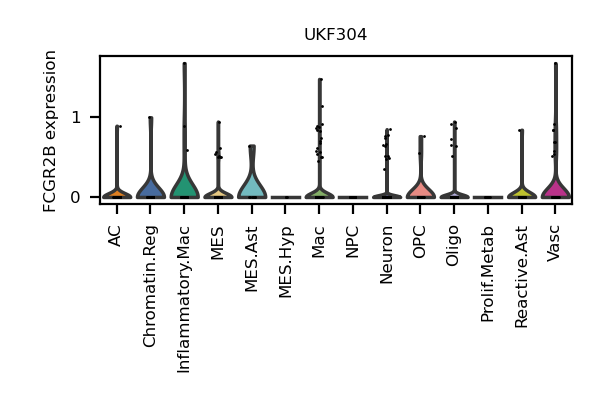 UKF304
FCGR2B expression
1
0
AC
Chromatin.Reg
Inflammatory.Mac
MES
MES.Ast
MES.Hyp
Mac
NPC
Neuron
OPC
Oligo
Prolif.Metab
Reactive.Ast
Vasc